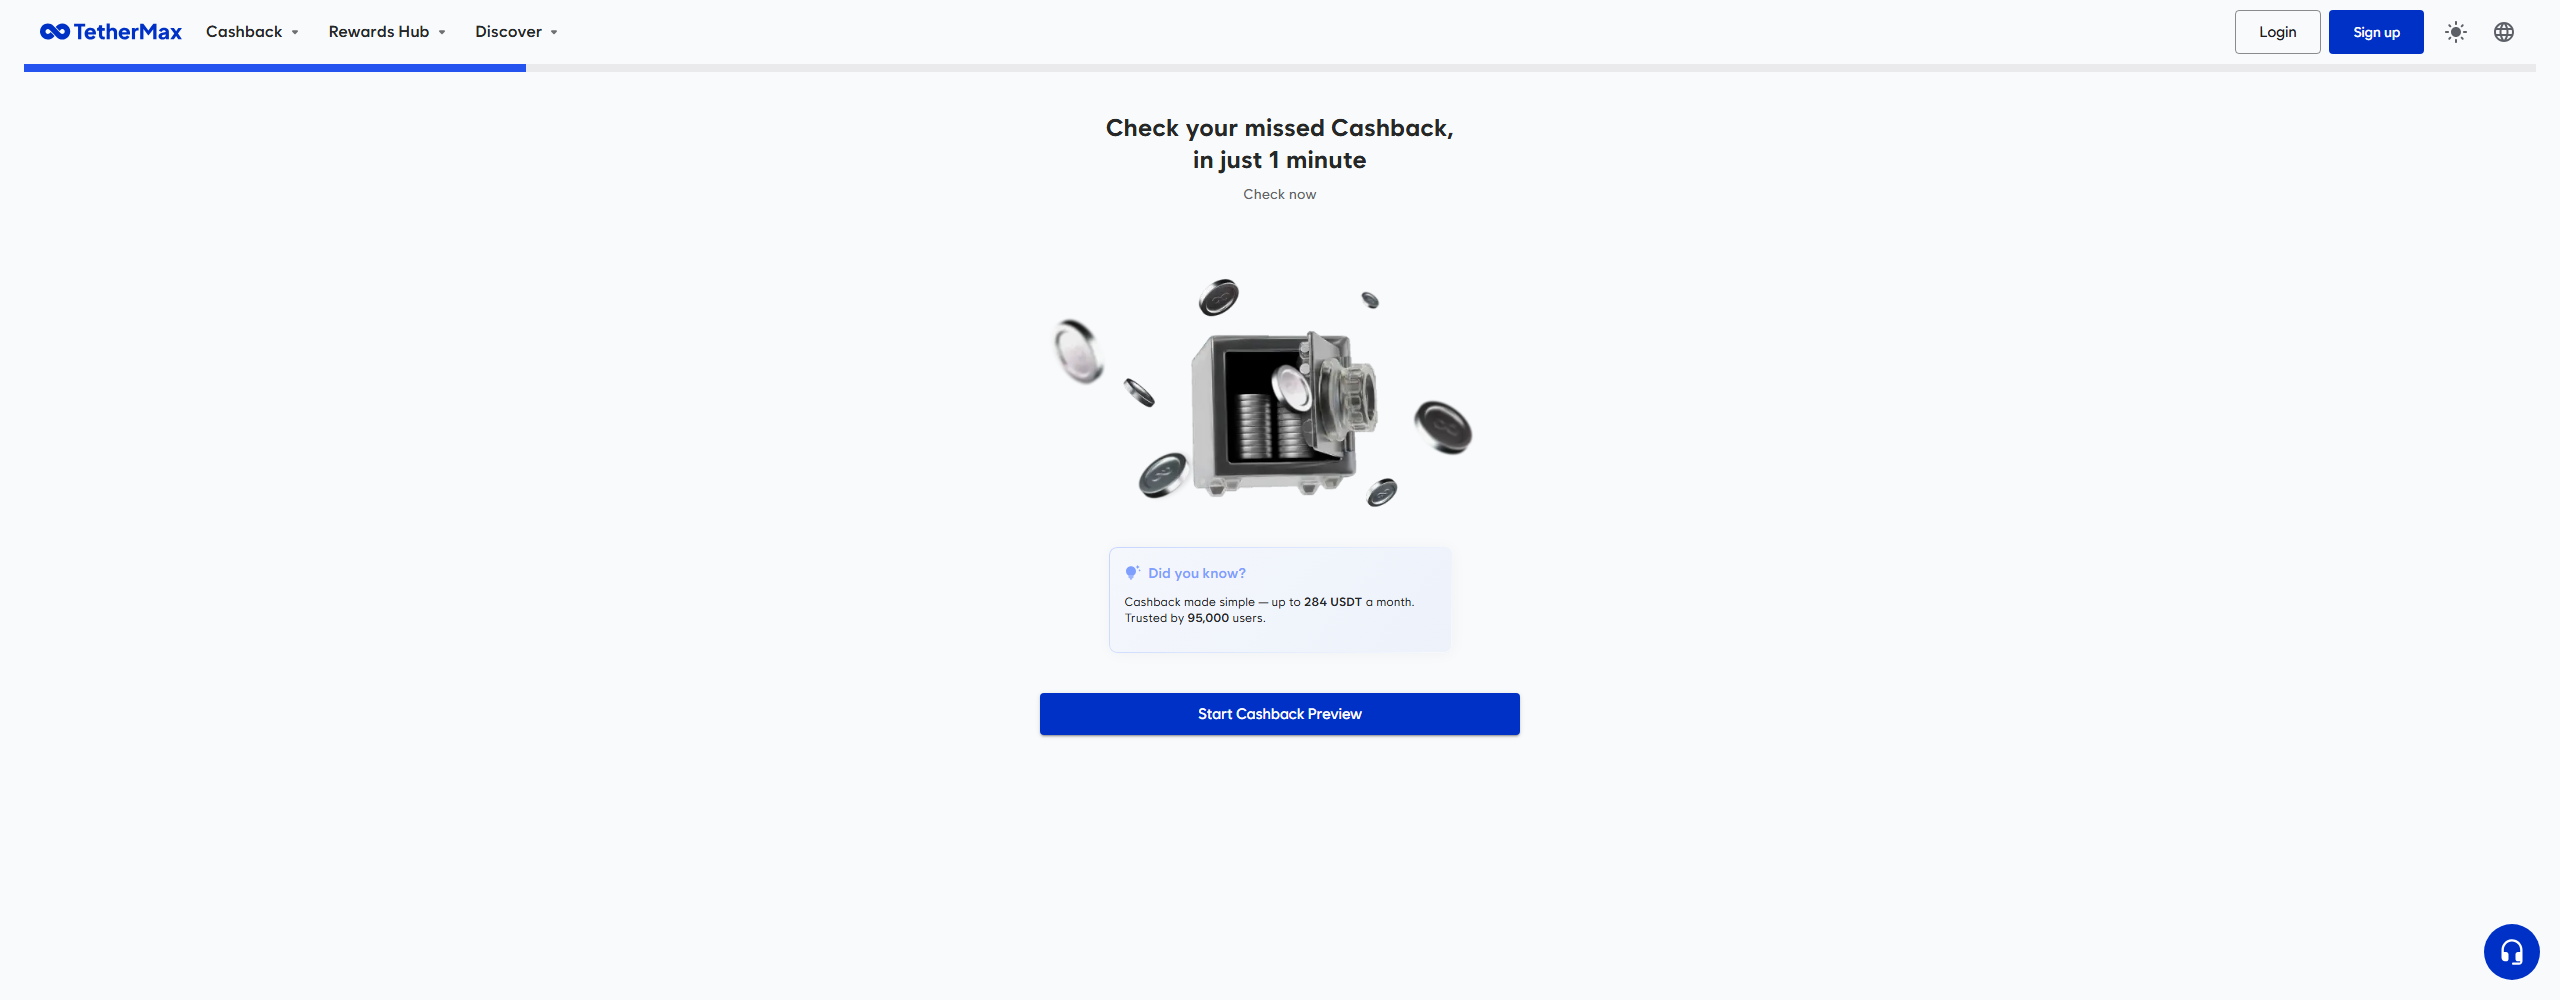 TetherMax
Cashback
Rewards Hub
Discover
Login
Sign up
Check your missed Cashback,
in just 1 minute
Check now
Did you know?
Cashback made simple — up to 284 USDT a month.
Trusted by 95,000 users.
Start Cashback Preview